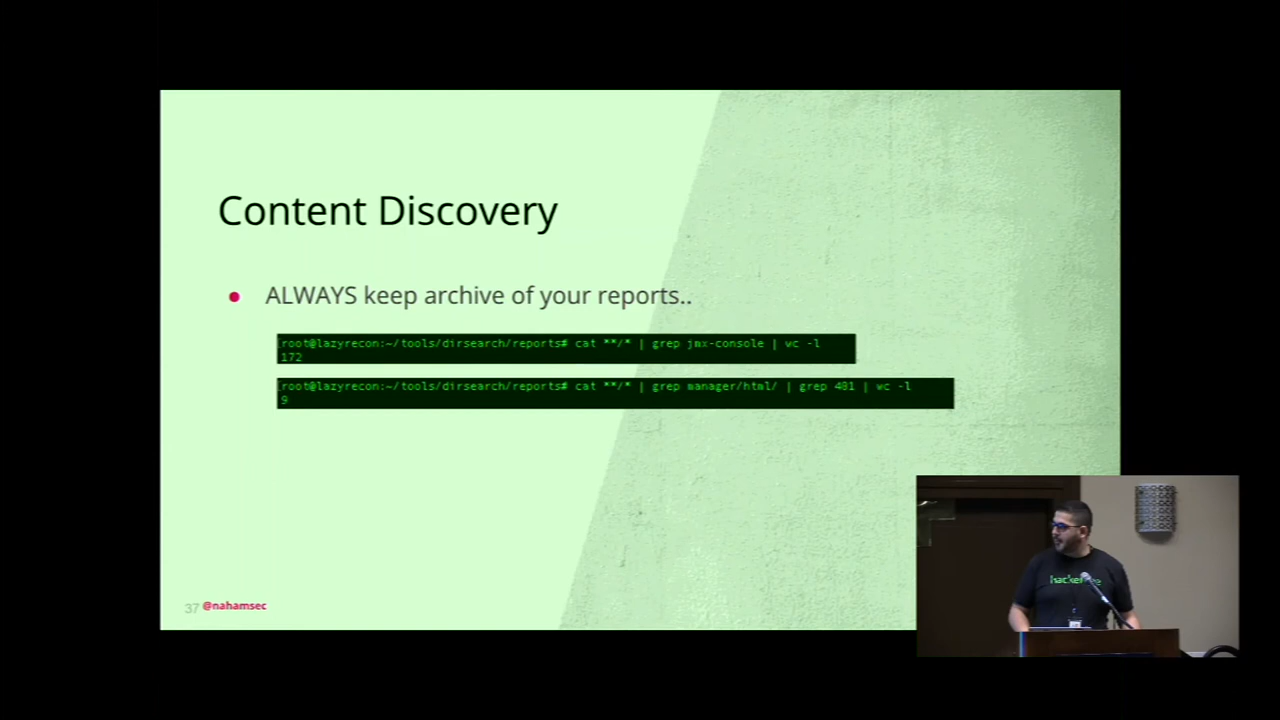 Content Discovery
ALWAYS keep archive of your reports..
[root@lazyrecon:~/tools/dirsearch/reports# cat **/* | grep jmx-console | wc -l
172
[root@lazyrecon:~/tools/dirsearch/reports# cat **/* | grep manager/html/ | grep 401 | wc -l
9
37 @nahamsec